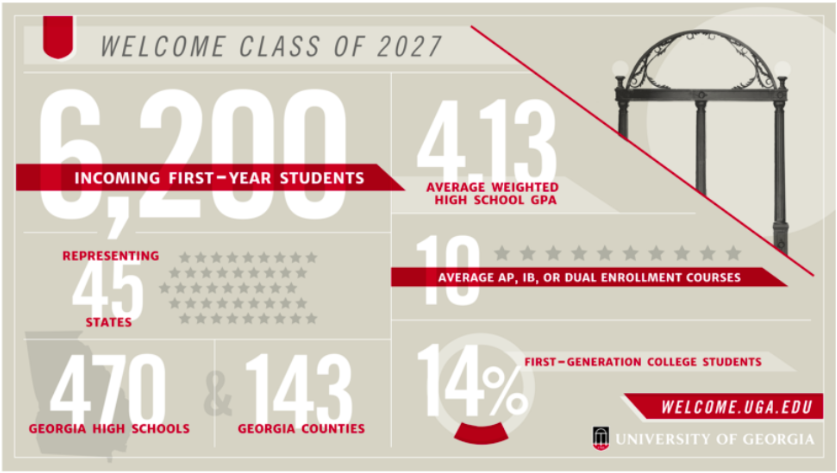 WELCOME CLASS OF 2027
6,200
INCOMING FIRST-YEAR STUDENTS
4.13
AVERAGE WEIGHTED
HIGH SCHOOL GPA
REPRESENTING
45
STATES
10
AVERAGE AP, IB, OR DUAL ENROLLMENT COURSES
470
GEORGIA HIGH SCHOOLS
&
143
GEORGIA COUNTIES
14%
FIRST-GENERATION COLLEGE STUDENTS
WELCOME.UGA.EDU
UNIVERSITY OF GEORGIA